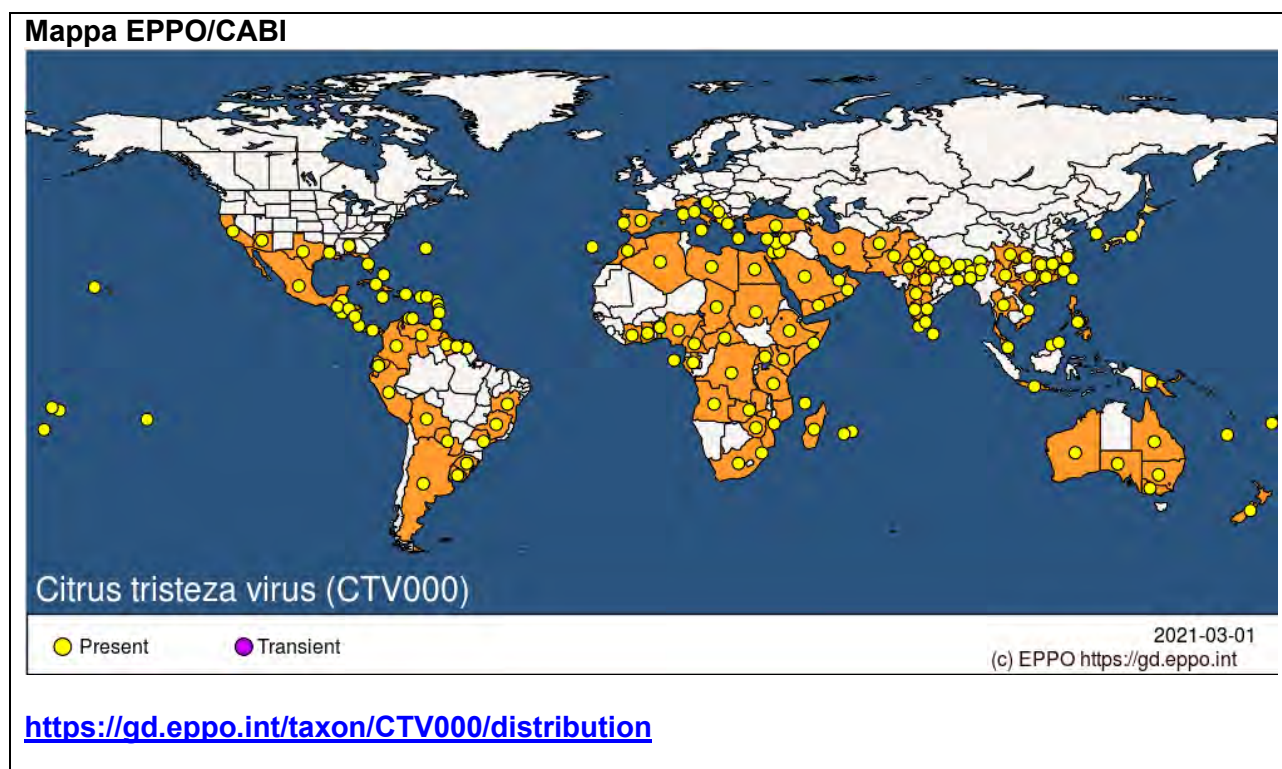 Mappa EPPO/CABI
Citrus tristeza virus (CTV000)
Present Transient
2021-03-01
(c) EPPO https://gd.eppo.int
https://gd.eppo.int/taxon/CTV000/distribution